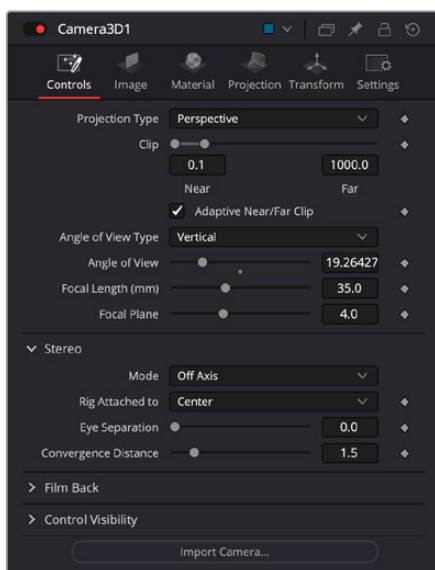 Camera3D1
Controls Image Material Projection Transform Settings
Projection Type Perspective
Clip
0.1 1000.0
Near Far
Adaptive Near/Far Clip
Angle of View Type Vertical
Angle of View 19.26427
Focal Length (mm) 35.0
Focal Plane 4.0
Stereo
Mode Off Axis
Rig Attached to Center
Eye Separation 0.0
Convergence Distance 1.5
Film Back
Control Visibility
Import Camera...